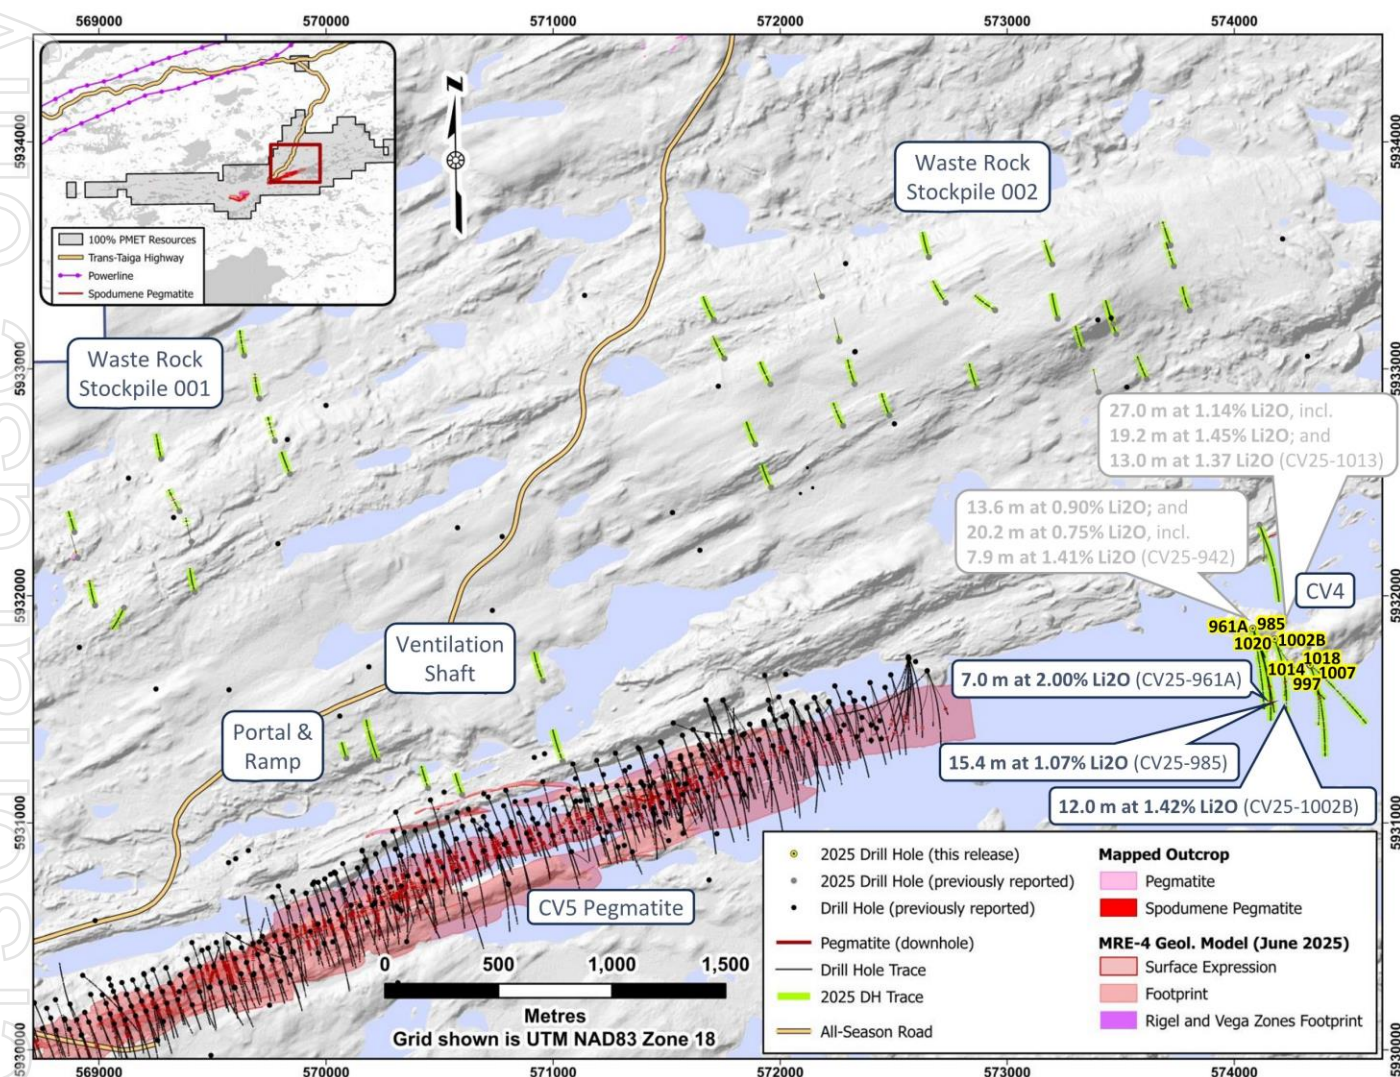 569000
570000
571000
572000
573000
574000
5934000
5933000
5932000
5931000
5930000
5934000
5933000
5932000
5931000
5930000
100% PMET Resources
Trans-Taiga Highway
Powerline
Spodumene Pegmatite
N
Waste Rock
Stockpile 002
Waste Rock
Stockpile 001
27.0 m at 1.14% Li2O, incl.
19.2 m at 1.45% Li2O; and
13.0 m at 1.37 Li2O (CV25-1013)
13.6 m at 0.90% Li2O; and
20.2 m at 0.75% Li2O, incl.
7.9 m at 1.41% Li2O (CV25-942)
CV4
961A
985
1020
1002B
1018
1014
1007
997
Ventilation
Shaft
7.0 m at 2.00% Li2O (CV25-961A)
Portal &
Ramp
15.4 m at 1.07% Li2O (CV25-985)
12.0 m at 1.42% Li2O (CV25-1002B)
CV5 Pegmatite
0
500
1,000
1,500
Metres
Grid shown is UTM NAD83 Zone 18
2025 Drill Hole (this release)
2025 Drill Hole (previously reported)
Drill Hole (previously reported)
Pegmatite (downhole)
Drill Hole Trace
2025 DH Trace
All-Season Road
Mapped Outcrop
Pegmatite
Spodumene Pegmatite
MRE-4 Geol. Model (June 2025)
Surface Expression
Footprint
Rigel and Vega Zones Footprint
569000
570000
571000
572000
573000
574000